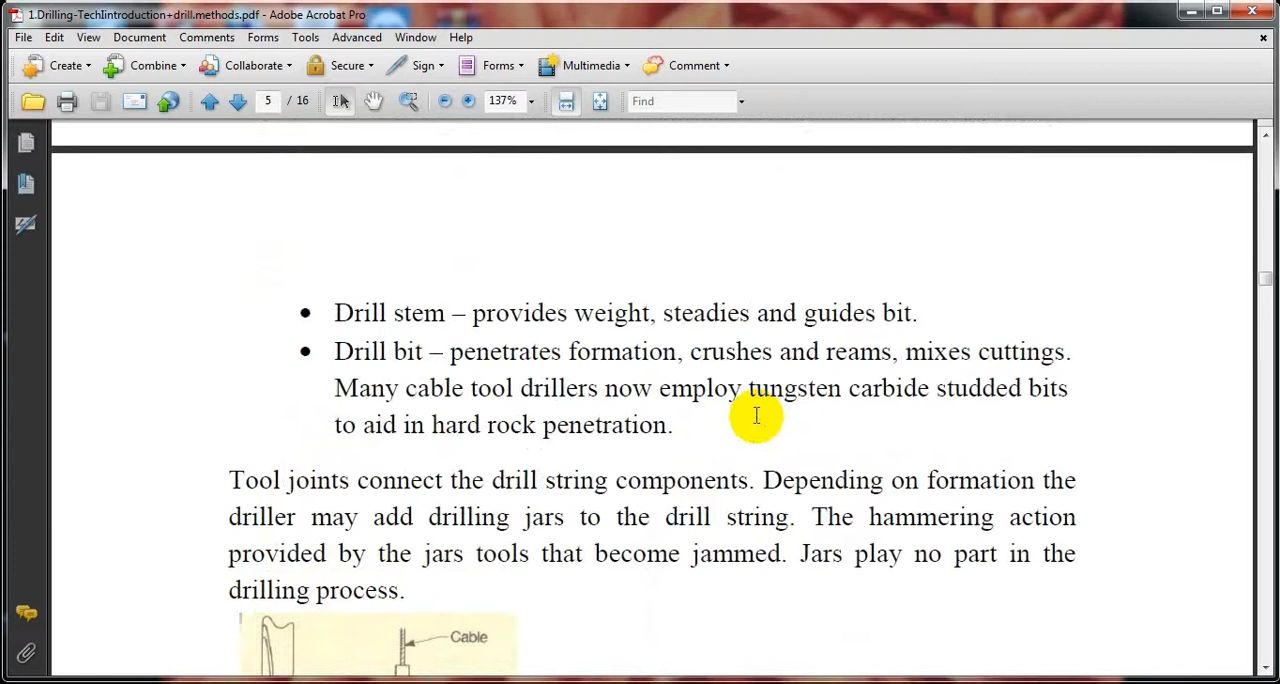 1.Drilling-TechIintroduction+drill.methods.pdf - Adobe Acrobat Pro
File Edit View Document Comments Forms Tools Advanced Window Help
Create Combine Collaborate Secure Sign Forms Multimedia Comment
5 / 16 137% Find
• Drill stem – provides weight, steadies and guides bit.
• Drill bit – penetrates formation, crushes and reams, mixes cuttings.
Many cable tool drillers now employ tungsten carbide studded bits
to aid in hard rock penetration.
Tool joints connect the drill string components. Depending on formation the
driller may add drilling jars to the drill string. The hammering action
provided by the jars tools that become jammed. Jars play no part in the
drilling process.
Cable